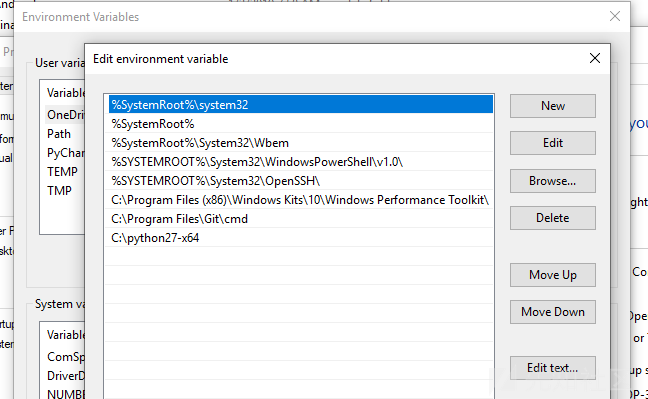 Environment Variables
Edit environment variable
User varia
Variable
OneDri
Path
PyChar
TEMP
TMP
%SystemRoot%\system32
%SystemRoot%
%SystemRoot%\System32\Wbem
%SYSTEMROOT%\System32\WindowsPowerShell\v1.0\
%SYSTEMROOT%\System32\OpenSSH\
C:\Program Files (x86)\Windows Kits\10\Windows Performance Toolkit\
C:\Program Files\Git\cmd
C:\python27-x64
New
Edit
Browse...
Delete
Move Up
Move Down
Edit text...
System va
Variable
ComSp
DriverD
NUMBE